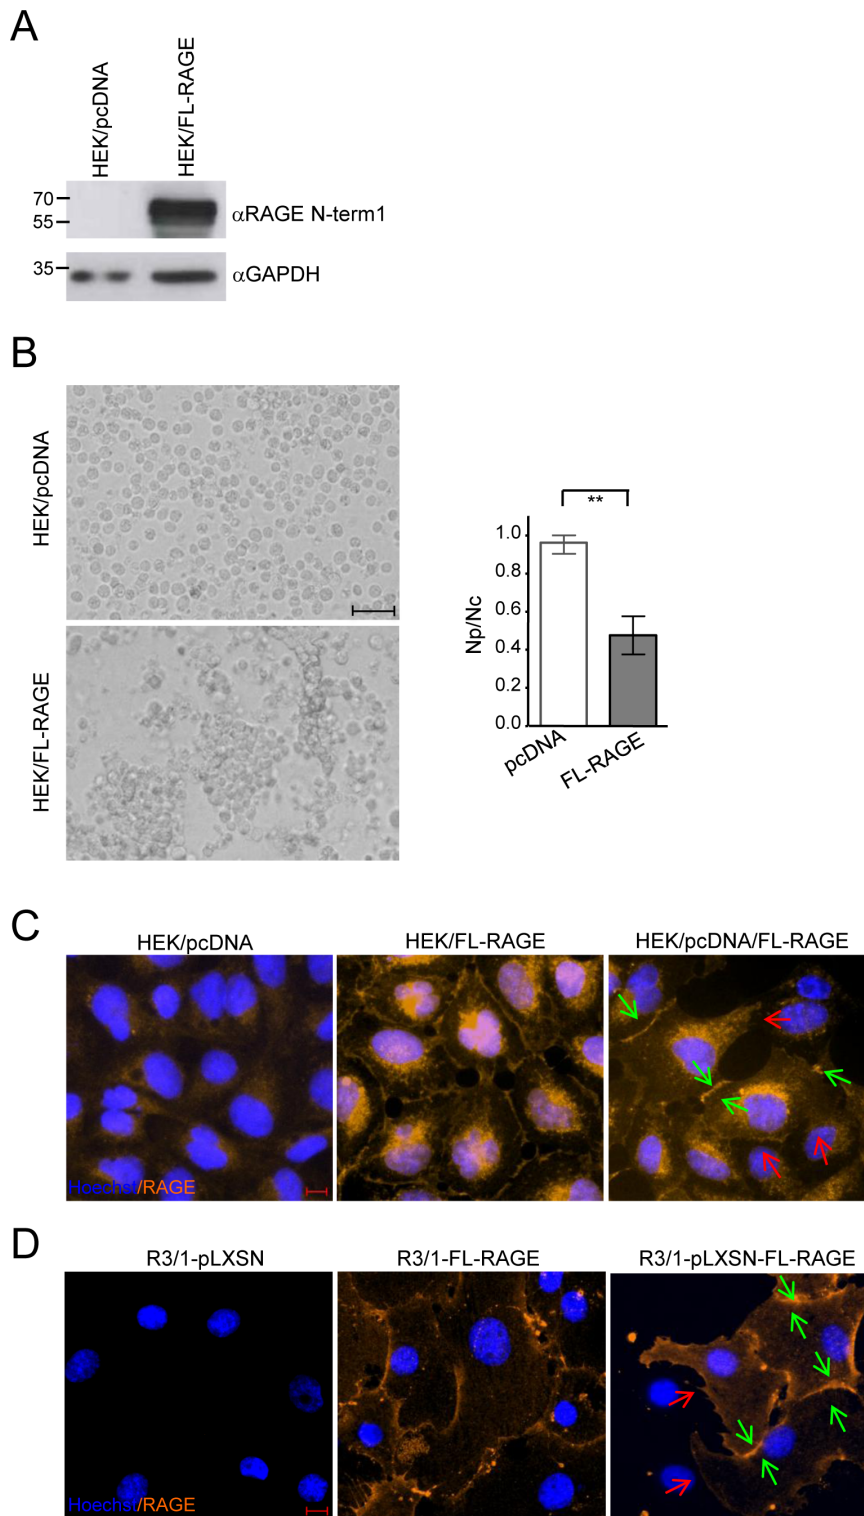 A
HEK/pcDNA
HEK/FL-RAGE
70
55
αRAGE N-term1
35
αGAPDH
B
HEK/pcDNA
HEK/FL-RAGE
**
1.0
0.8
0.6
0.4
0.2
0.0
Np/Nc
pcDNA
FL-RAGE
C
HEK/pcDNA
HEK/FL-RAGE
HEK/pcDNA/FL-RAGE
Hoechst/RAGE
D
R3/1-pLXSN
R3/1-FL-RAGE
R3/1-pLXSN-FL-RAGE
Hoechst/RAGE